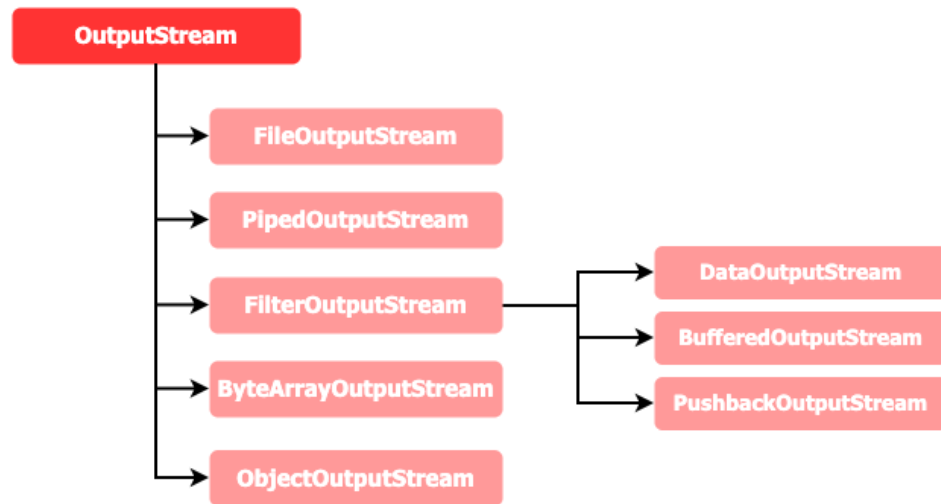 OutputStream
FileOutputStream
PipedOutputStream
FilterOutputStream
ByteArrayOutputStream
ObjectOutputStream
DataOutputStream
BufferedOutputStream
PushbackOutputStream